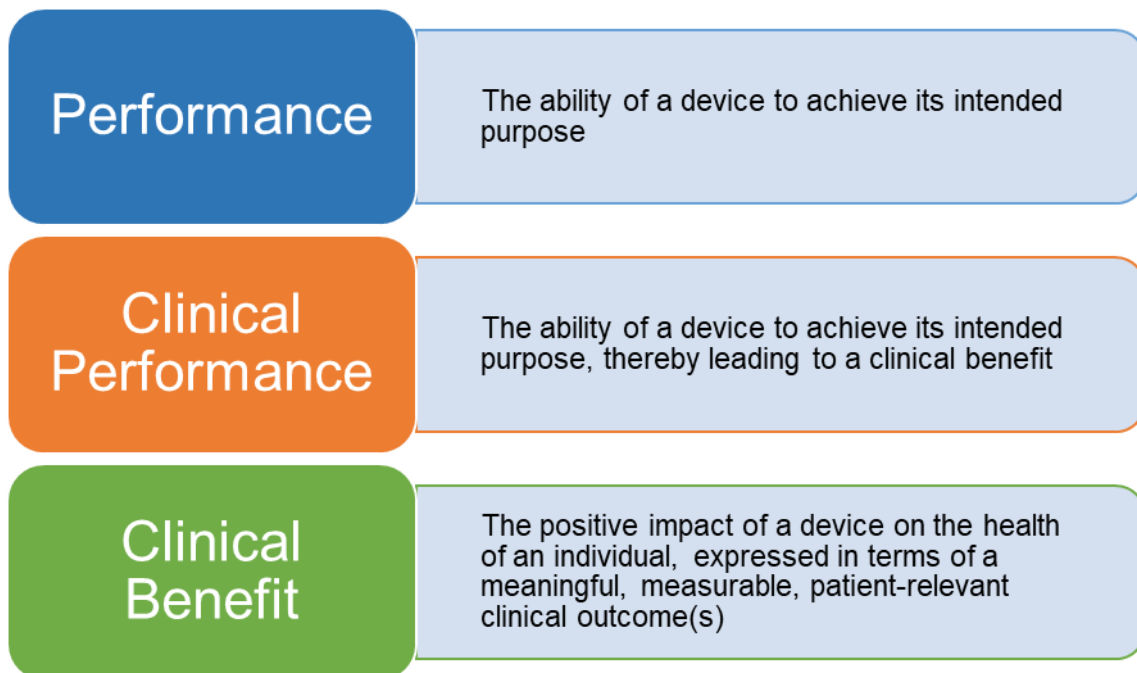 Performance
The ability of a device to achieve its intended
purpose
Clinical
Performance
The ability of a device to achieve its intended
purpose, thereby leading to a clinical benefit
Clinical
Benefit
The positive impact of a device on the health
of an individual, expressed in terms of a
meaningful, measurable, patient-relevant
clinical outcome(s)